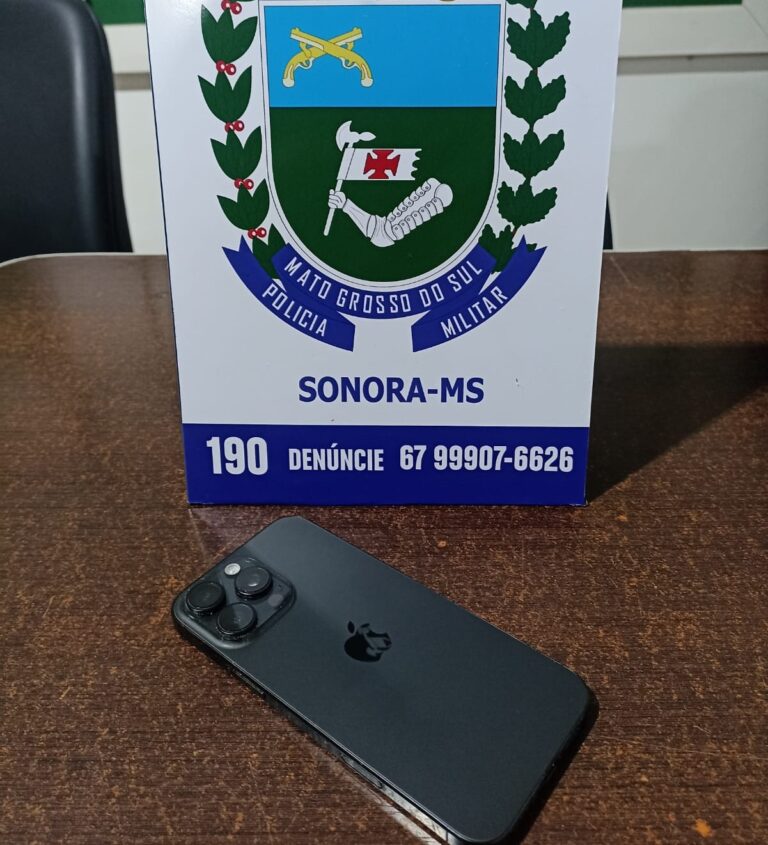 MATO GROSSO DO SUL
POLICIA MILITAR
SONORA-MS
190 DENÚNCIE 67 99907-6626